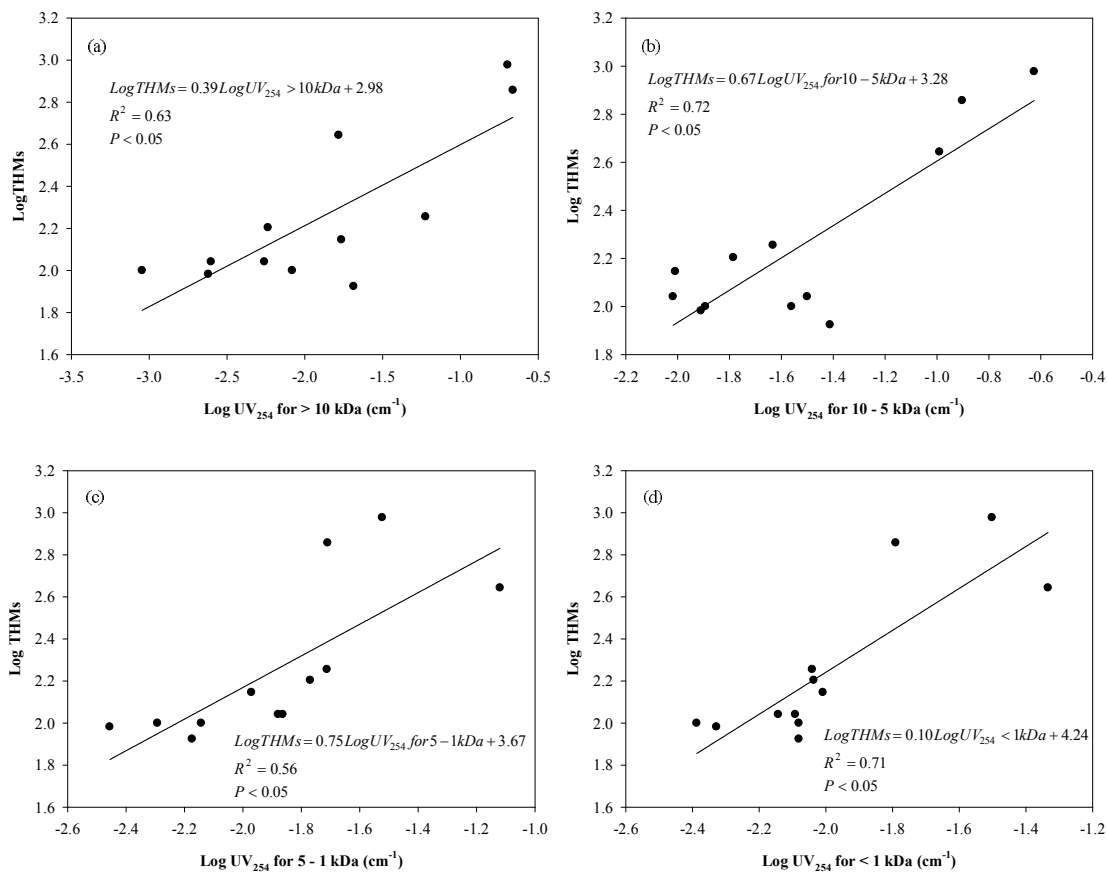 (a)
LogTHMs = 0.39LogUV254 > 10kDa + 2.98
R² = 0.63
P < 0.05
LogTHMs
3.2
3.0
2.8
2.6
2.4
2.2
2.0
1.8
1.6
-3.5 -3.0 -2.5 -2.0 -1.5 -1.0 -0.5
Log UV254 for > 10 kDa (cm⁻¹)
(b)
LogTHMs = 0.67LogUV254 for10 − 5kDa + 3.28
R² = 0.72
P < 0.05
Log THMs
3.2
3.0
2.8
2.6
2.4
2.2
2.0
1.8
-2.2 -2.0 -1.8 -1.6 -1.4 -1.2 -1.0 -0.8 -0.6 -0.4
Log UV254 for 10 - 5 kDa (cm⁻¹)
(c)
LogTHMs = 0.75LogUV254 for5 − 1kDa + 3.67
R² = 0.56
P < 0.05
Log THMs
3.2
3.0
2.8
2.6
2.4
2.2
2.0
1.8
1.6
-2.6 -2.4 -2.2 -2.0 -1.8 -1.6 -1.4 -1.2 -1.0
Log UV254 for 5 - 1 kDa (cm⁻¹)
(d)
LogTHMs = 0.10LogUV254 < 1kDa + 4.24
R² = 0.71
P < 0.05
Log THMs
3.2
3.0
2.8
2.6
2.4
2.2
2.0
1.8
1.6
-2.6 -2.4 -2.2 -2.0 -1.8 -1.6 -1.4 -1.2
Log UV254 for < 1 kDa (cm⁻¹)